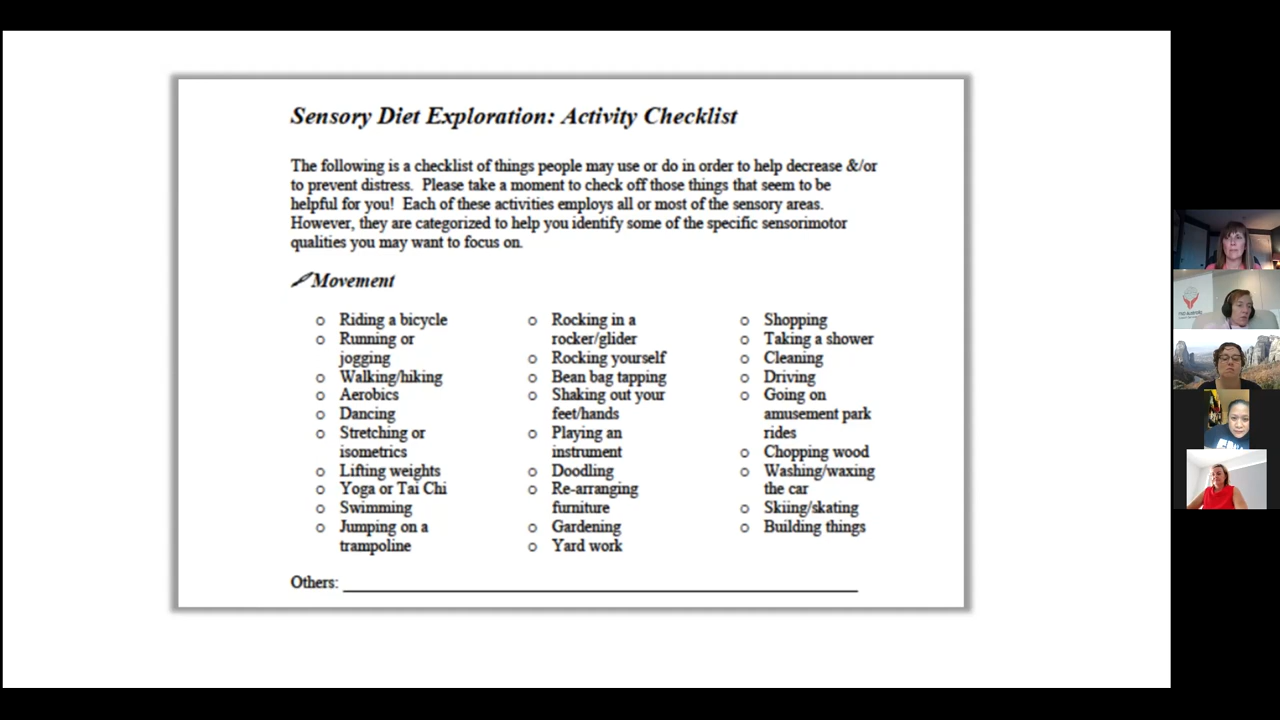 Sensory Diet Exploration: Activity Checklist
The following is a checklist of things people may use or do in order to help decrease &/or
to prevent distress. Please take a moment to check off those things that seem to be
helpful for you! Each of these activities employs all or most of the sensory areas.
However, they are categorized to help you identify some of the specific sensorimotor
qualities you may want to focus on.
Movement
Riding a bicycle
Running or
jogging
Walking/hiking
Aerobics
Dancing
Stretching or
isometrics
Lifting weights
Yoga or Tai Chi
Swimming
Jumping on a
trampoline
Rocking in a
rocker/glider
Rocking yourself
Bean bag tapping
Shaking out your
feet/hands
Playing an
instrument
Doodling
Re-arranging
furniture
Gardening
Yard work
Shopping
Taking a shower
Cleaning
Driving
Going on
amusement park
rides
Chopping wood
Washing/waxing
the car
Skiing/skating
Building things
Others: